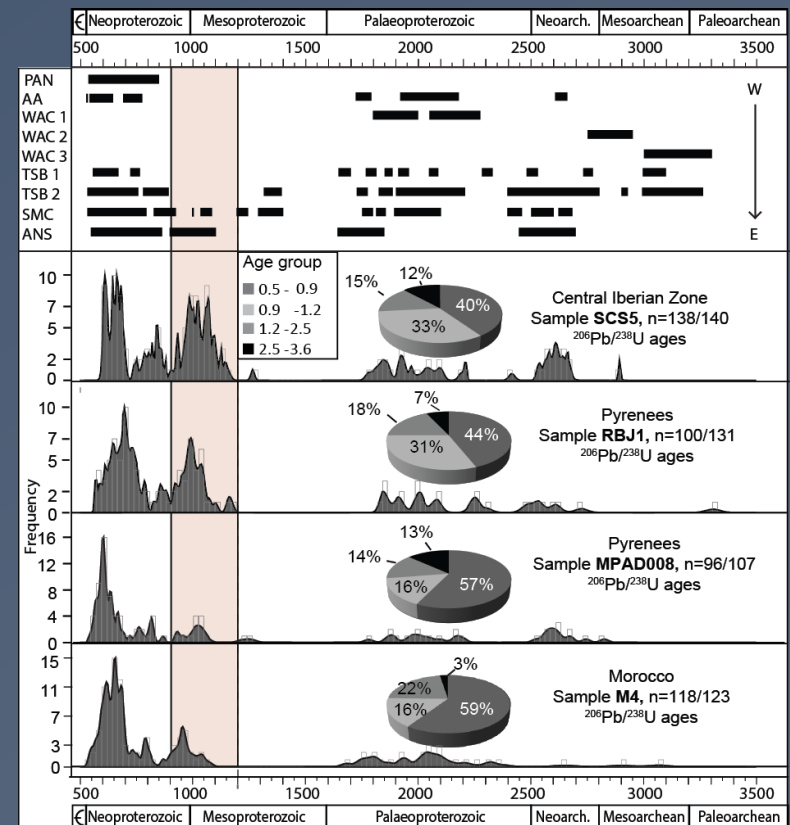 Є Neoproterozoic Mesoproterozoic Palaeoproterozoic Neoarch. Mesoarchean Paleoarchean
500 1000 1500 2000 2500 3000 3500
PAN
AA
WAC 1
WAC 2
WAC 3
TSB 1
TSB 2
SMC
ANS
W
E
Age group
0.5 - 0.9
0.9 -1.2
1.2 -2.5
2.5 -3.6
Frequency
10
7
5
2
0
15%
12%
40%
33%
Central Iberian Zone
Sample SCS5, n=138/140
206Pb/238U ages
10
7
5
2
0
18%
7%
44%
31%
Pyrenees
Sample RBJ1, n=100/131
206Pb/238U ages
16
12
8
4
0
14%
13%
57%
16%
Pyrenees
Sample MPAD008, n=96/107
206Pb/238U ages
15
11
7
3
0
22%
3%
59%
16%
Morocco
Sample M4, n=118/123
206Pb/238U ages
500 1000 1500 2000 2500 3000 3500
Є Neoproterozoic Mesoproterozoic Palaeoproterozoic Neoarch. Mesoarchean Paleoarchean